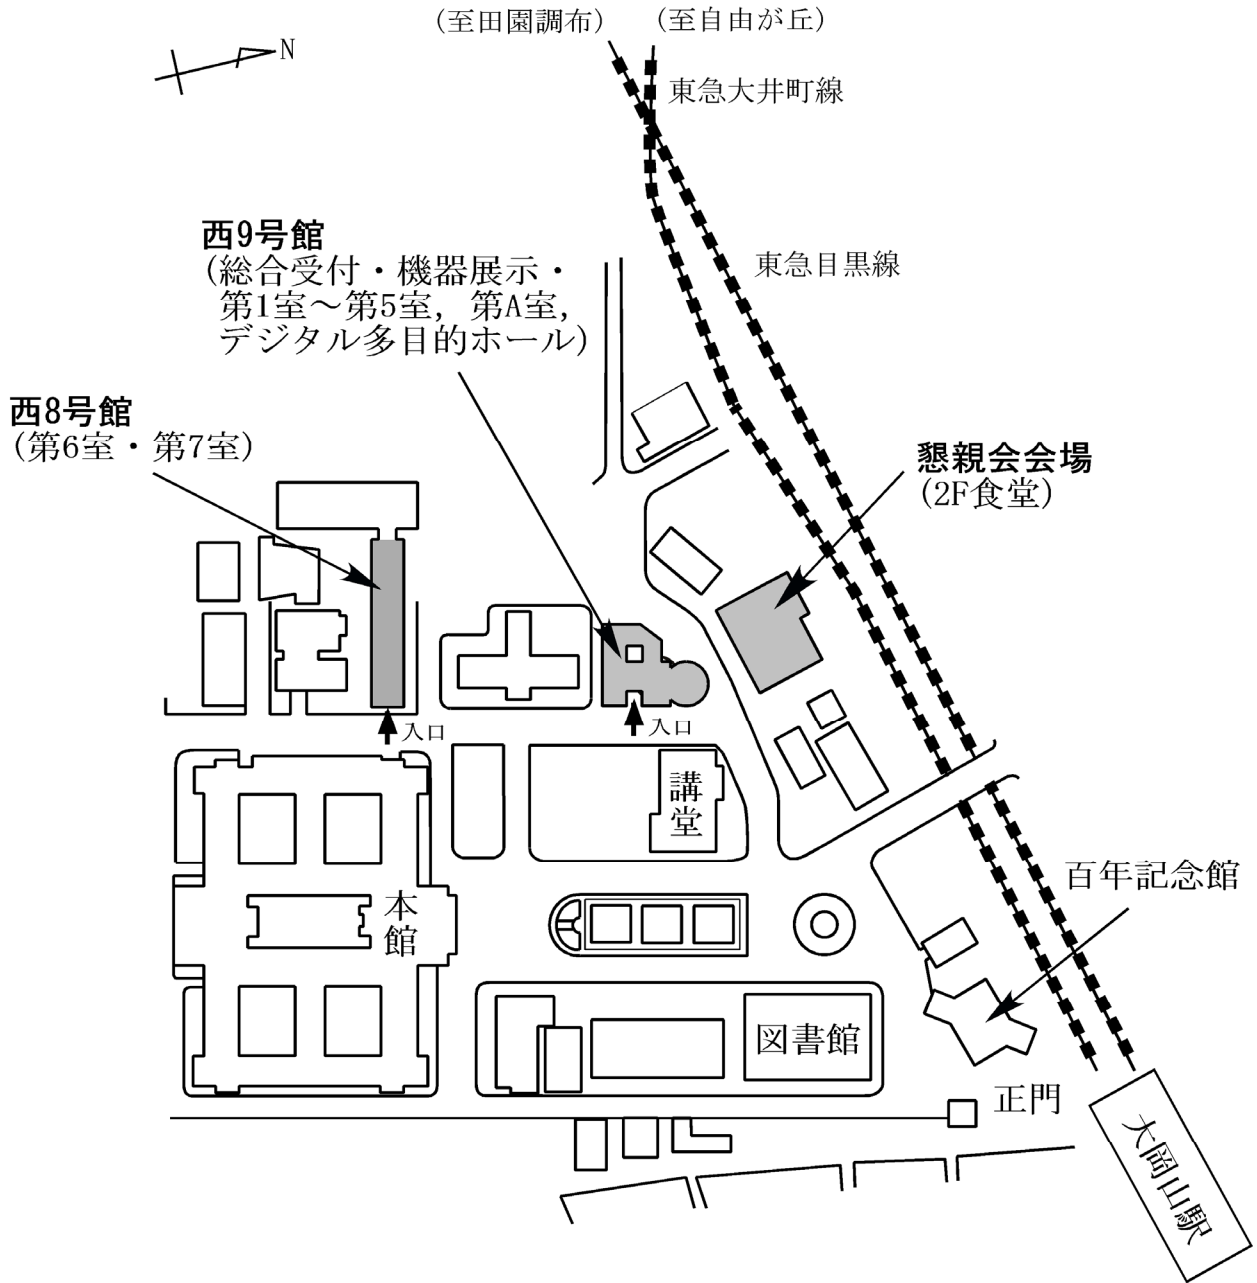 (至田園調布)
(至自由が丘)
N
東急大井町線
西9号館
(総合受付・機器展示・
第1室～第5室, 第A室,
デジタル多目的ホール)
東急目黒線
西8号館
(第6室・第7室)
懇親会会場
(2F食堂)
入口
入口
講堂
本館
百年記念館
図書館
正門
大岡山駅